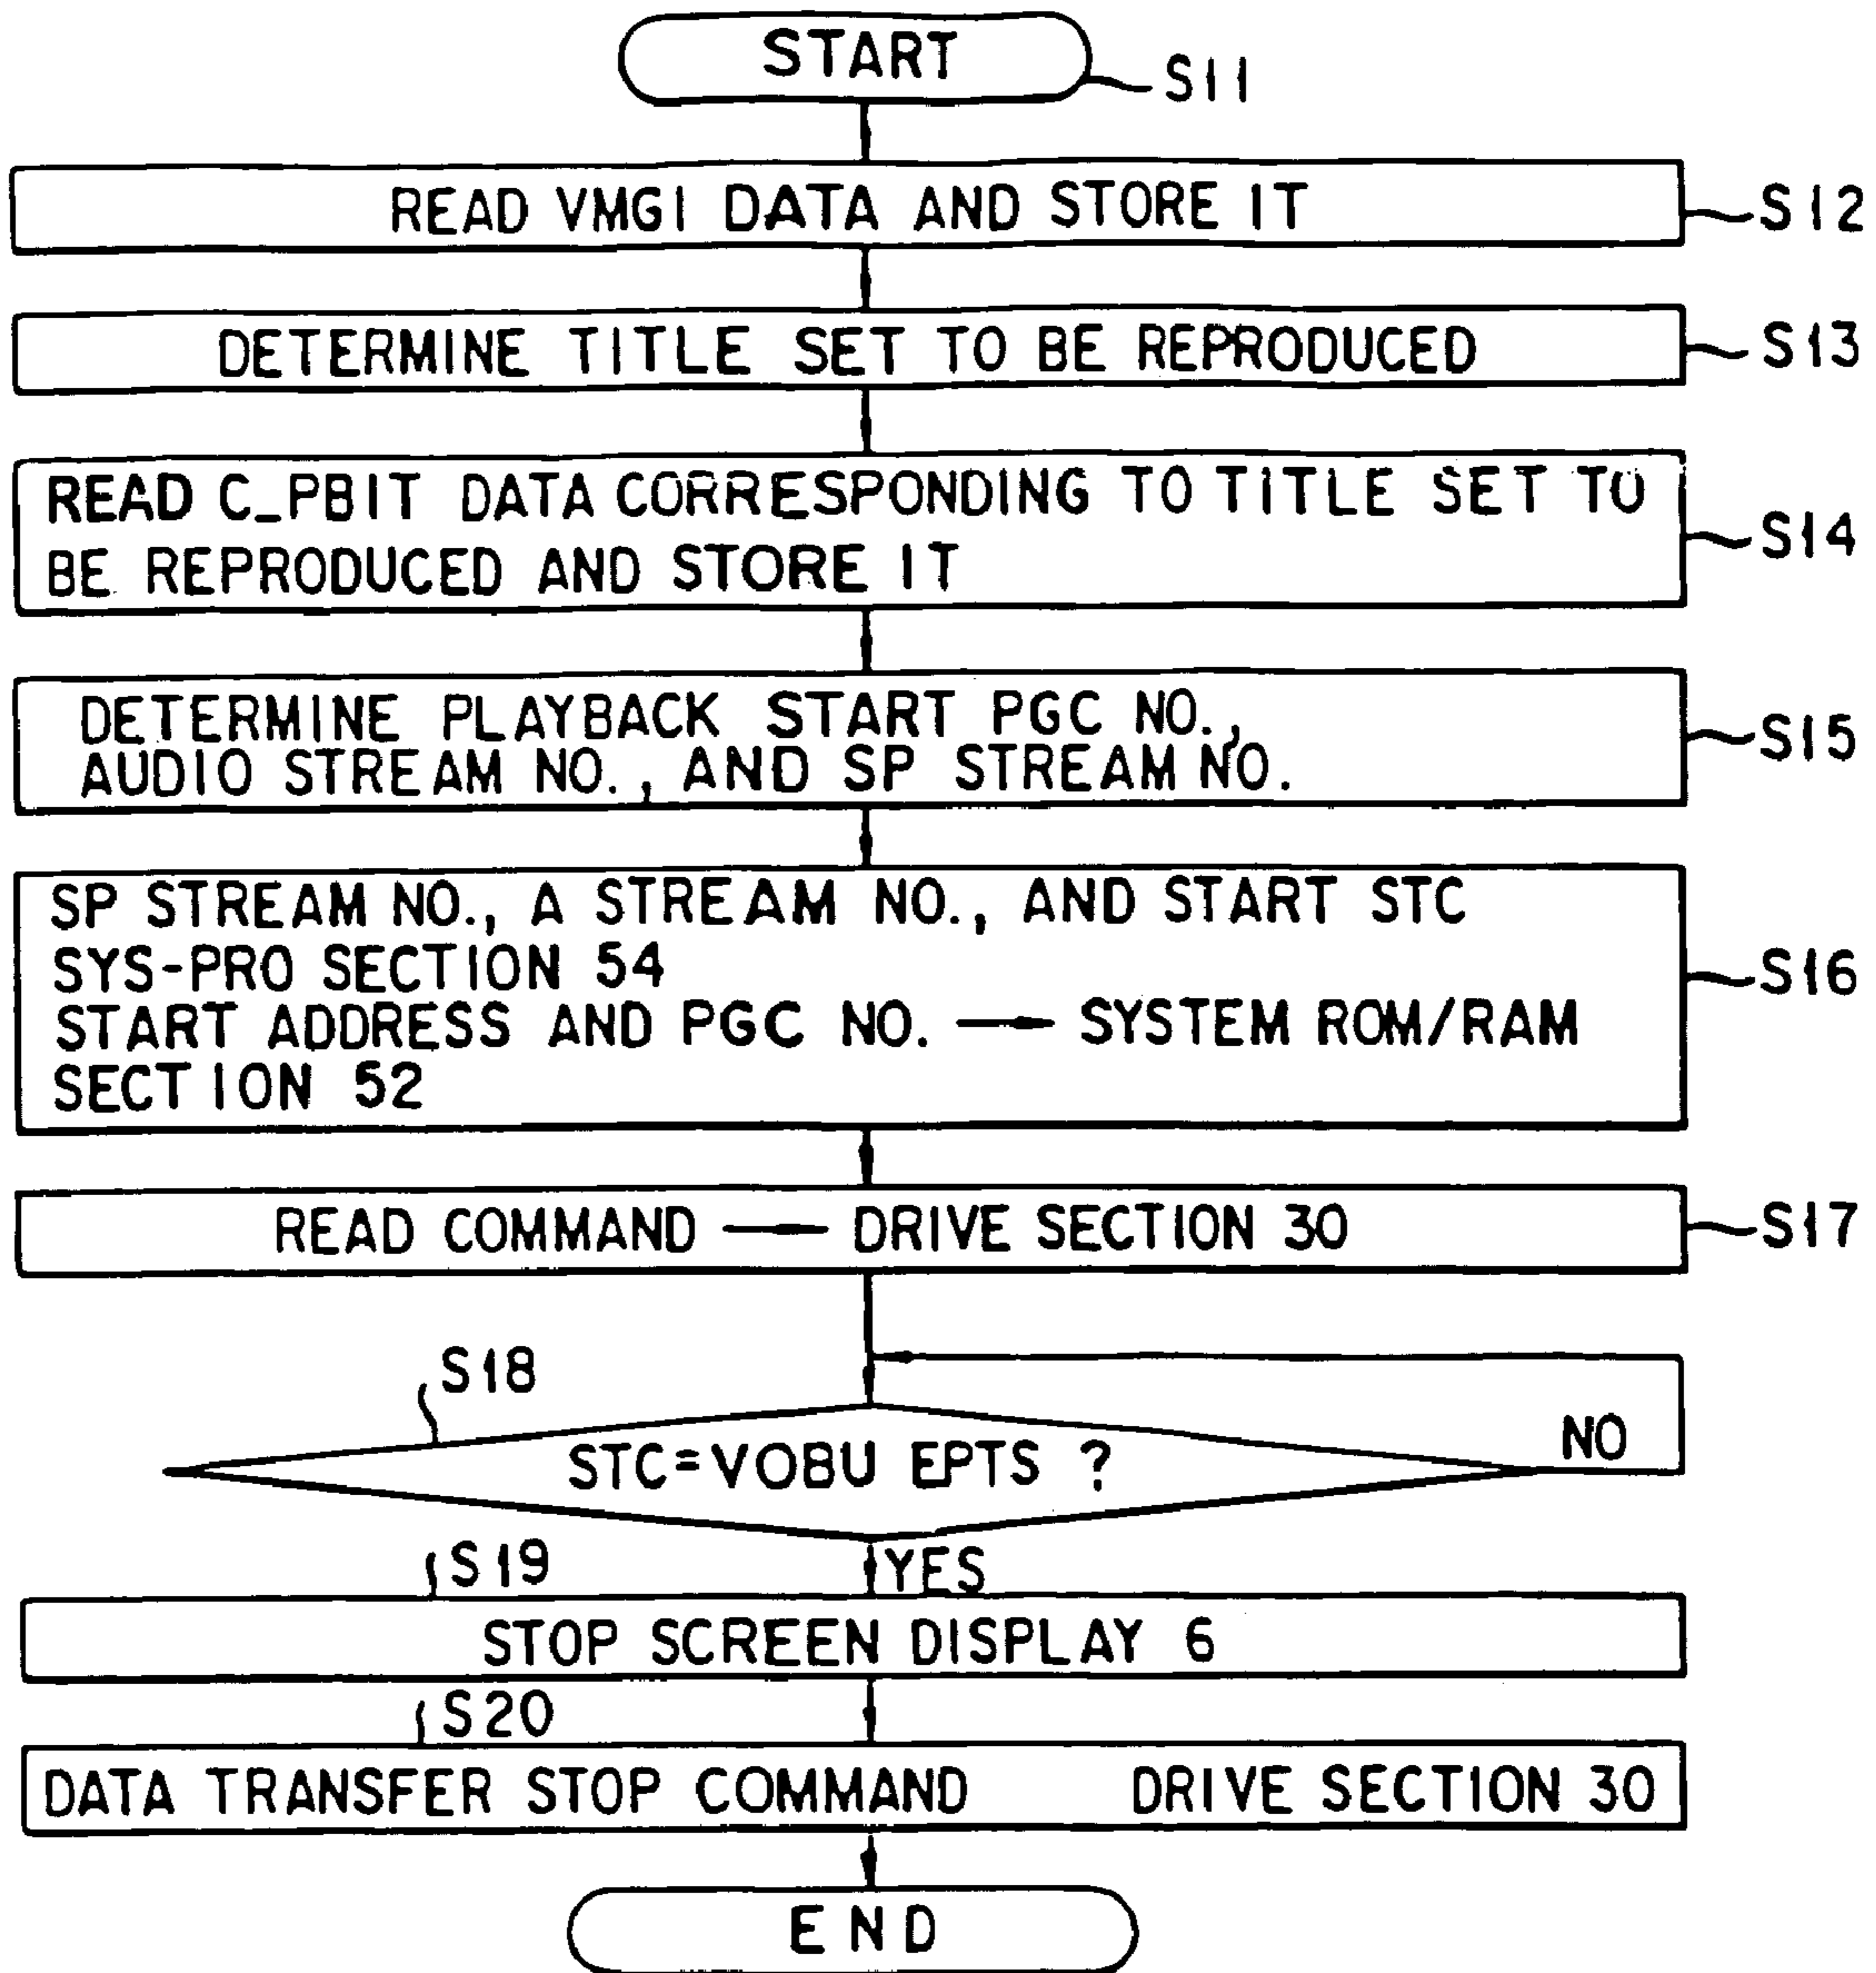 START
S11
READ VMGI DATA AND STORE IT
S12
DETERMINE TITLE SET TO BE REPRODUCED
S13
READ C_PBIT DATA CORRESPONDING TO TITLE SET TO
BE REPRODUCED AND STORE IT
S14
DETERMINE PLAYBACK START PGC NO.,
AUDIO STREAM NO., AND SP STREAM NO.
S15
SP STREAM NO., A STREAM NO., AND START STC
SYS-PRO SECTION 54
START ADDRESS AND PGC NO. → SYSTEM ROM/RAM
SECTION 52
S16
READ COMMAND → DRIVE SECTION 30
S17
S18
STC=VOBU EPTS ?
NO
YES
S19
STOP SCREEN DISPLAY 6
S20
DATA TRANSFER STOP COMMAND DRIVE SECTION 30
END